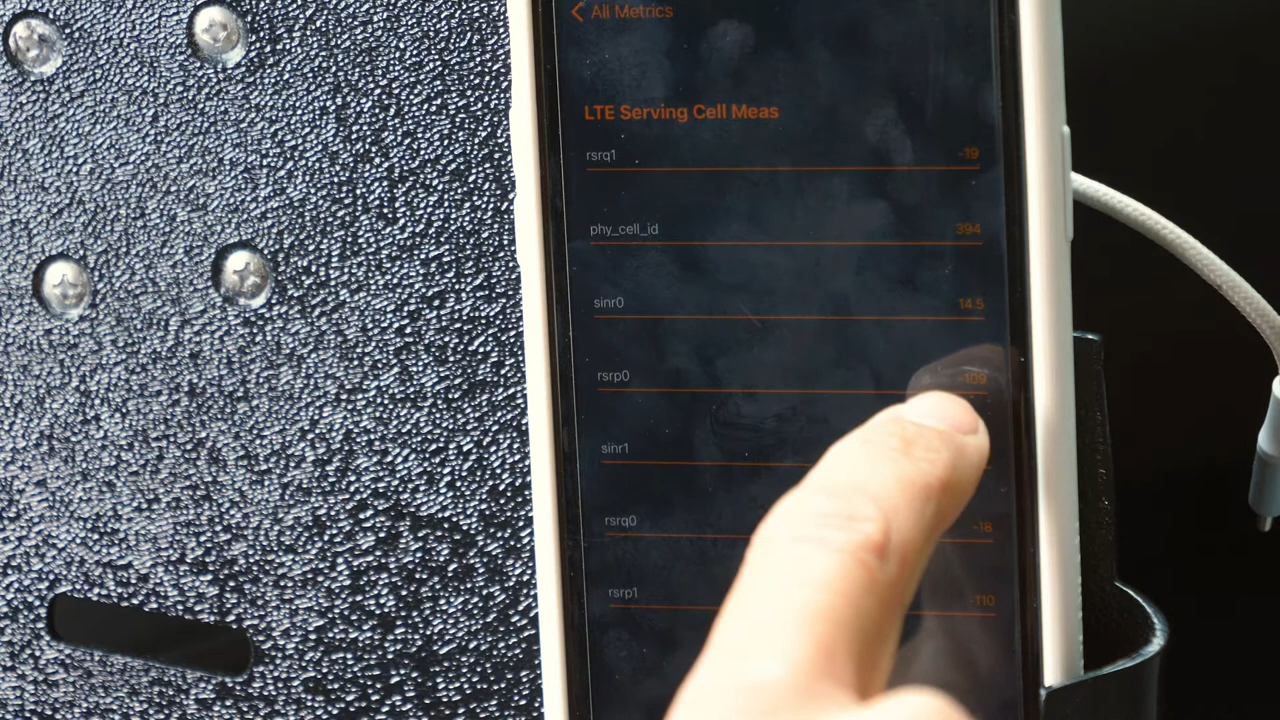 All Metrics
LTE Serving Cell Meas
rsrq1 -19
phy_cell_id 394
sinr0 14.5
rsrp0 -109
sinr1
rsrq0 -18
rsrp1 -110